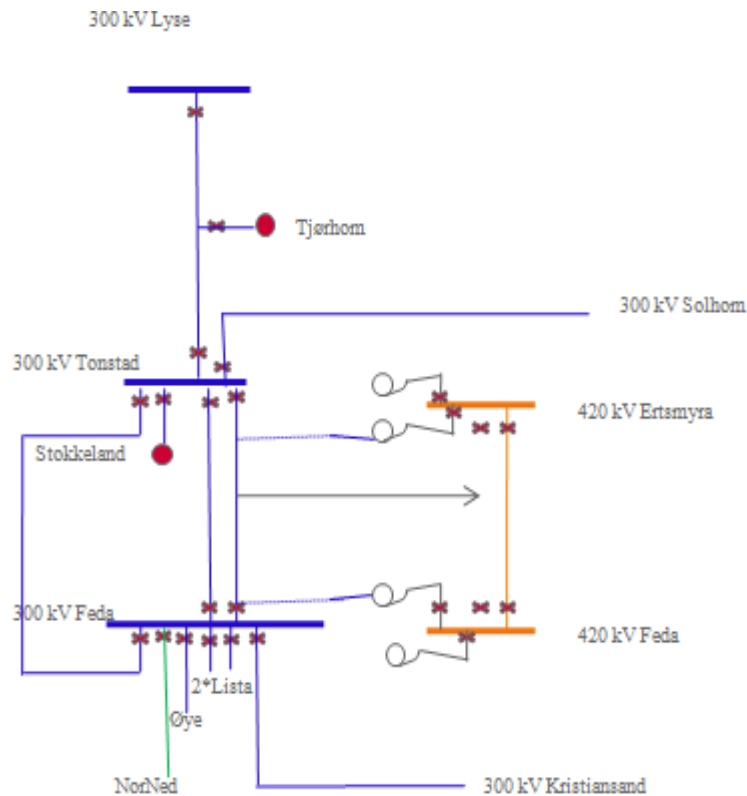 300 kV Lyse
Tjørhom
300 kV Solhom
300 kV Tonstad
420 kV Ertsmyra
Stokkeland
300 kV Feda
420 kV Feda
2*Lista
Øye
NorNed
300 kV Kristiansand